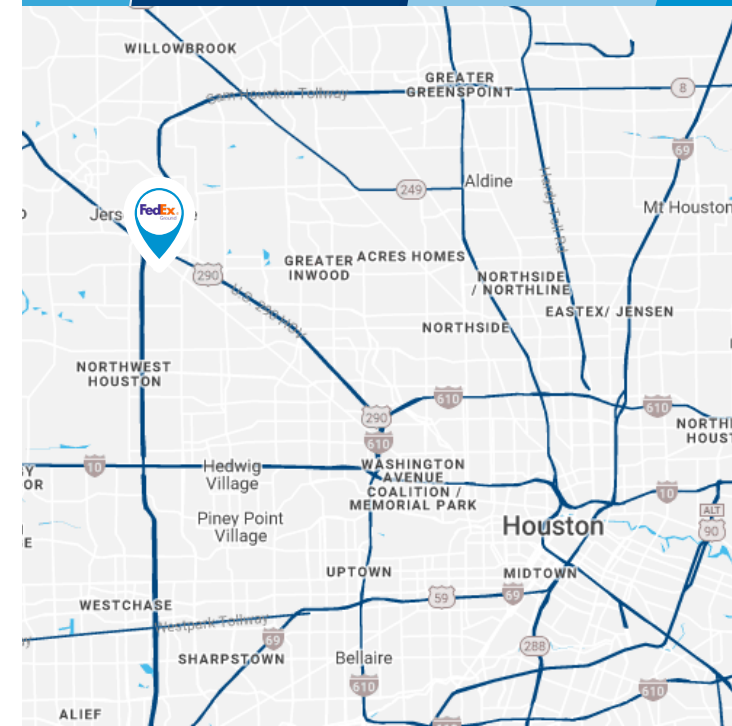 WILLOWBROOK
GREATER
GREENSPOINT
Sam Houston Tollway
8
69
249
Aldine
Hardy Toll Rd
Mt Houston
Jers
e
FedEx
Ground
290
GREATER
INWOOD
ACRES HOMES
U.S. 290 HWY
NORTHSIDE
/ NORTHLINE
EASTEX/ JENSEN
NORTHSIDE
NORTHWEST
HOUSTON
610
290
610
610
NORTH
HOUST
10
Hedwig
Village
WASHINGTON
AVENUE
COALITION /
MEMORIAL PARK
EY
OR
10
Piney Point
Village
Houston
ALT
90
E
UPTOWN
MIDTOWN
59
69
WESTCHASE
Westpark Tollway
69
288
SHARPSTOWN
Bellaire
610
610
ALIEF